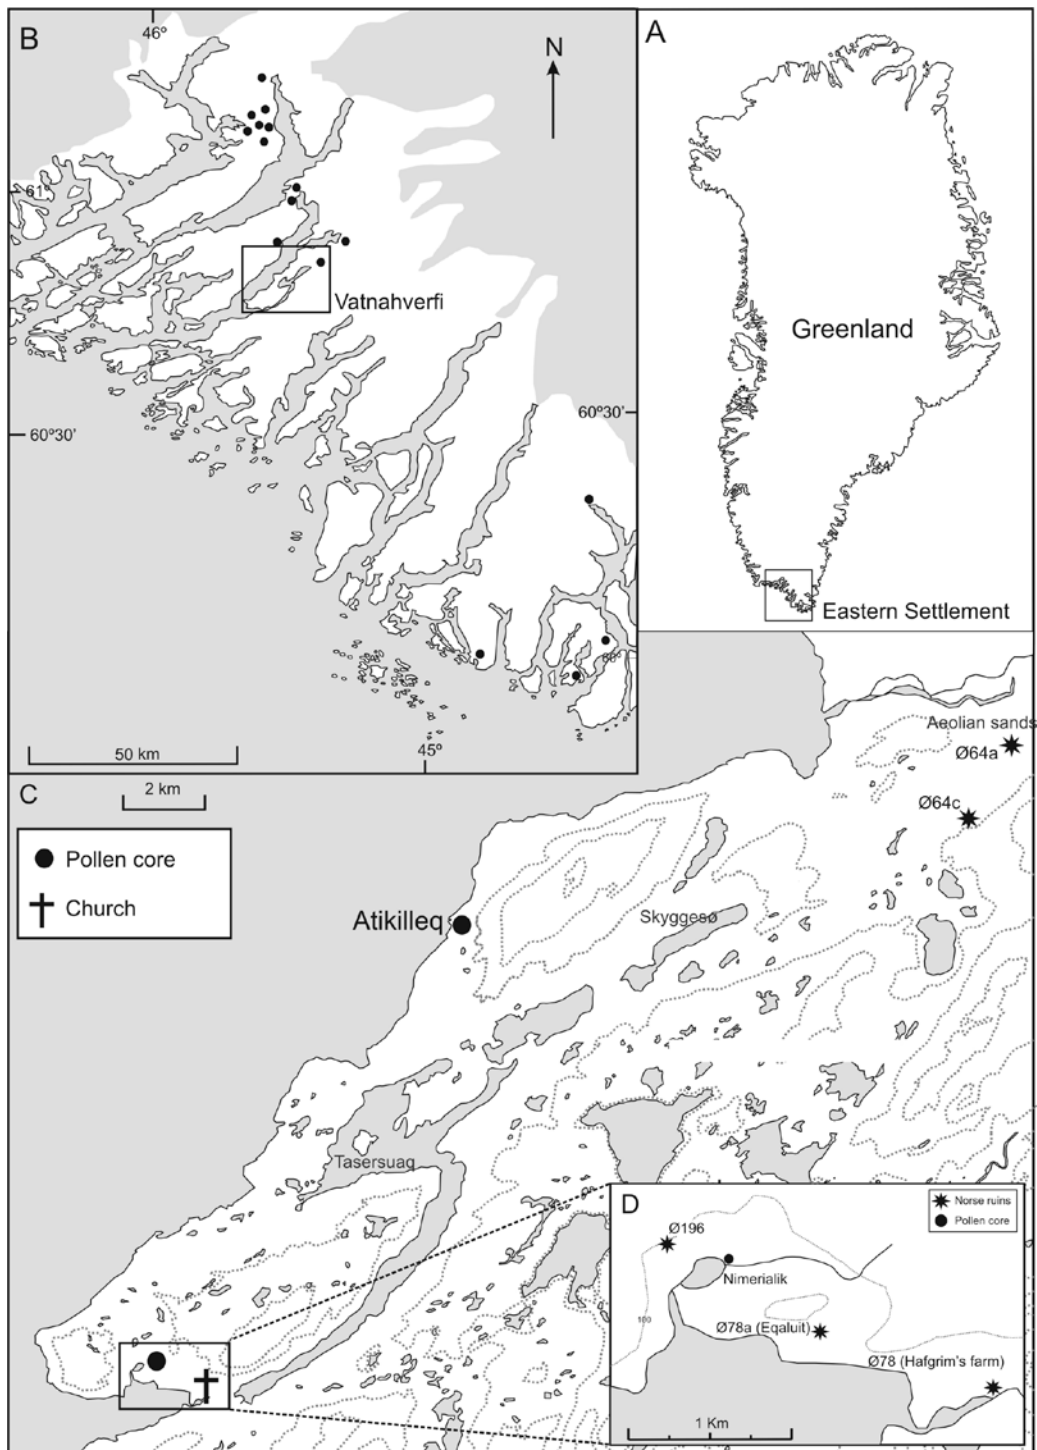 B
46°
N
61°
Vatnahverfi
60°30'
60°30'
60°
50 km
45°
A
Greenland
Eastern Settlement
C
2 km
Pollen core
Church
Aeolian sands
Ø64a
Ø64c
Atikilleq
Skyggesø
Tasersuaq
D
Norse ruins
Pollen core
Ø196
Nimerialik
100
Ø78a (Eqaluit)
Ø78 (Hafgrim's farm)
1 Km